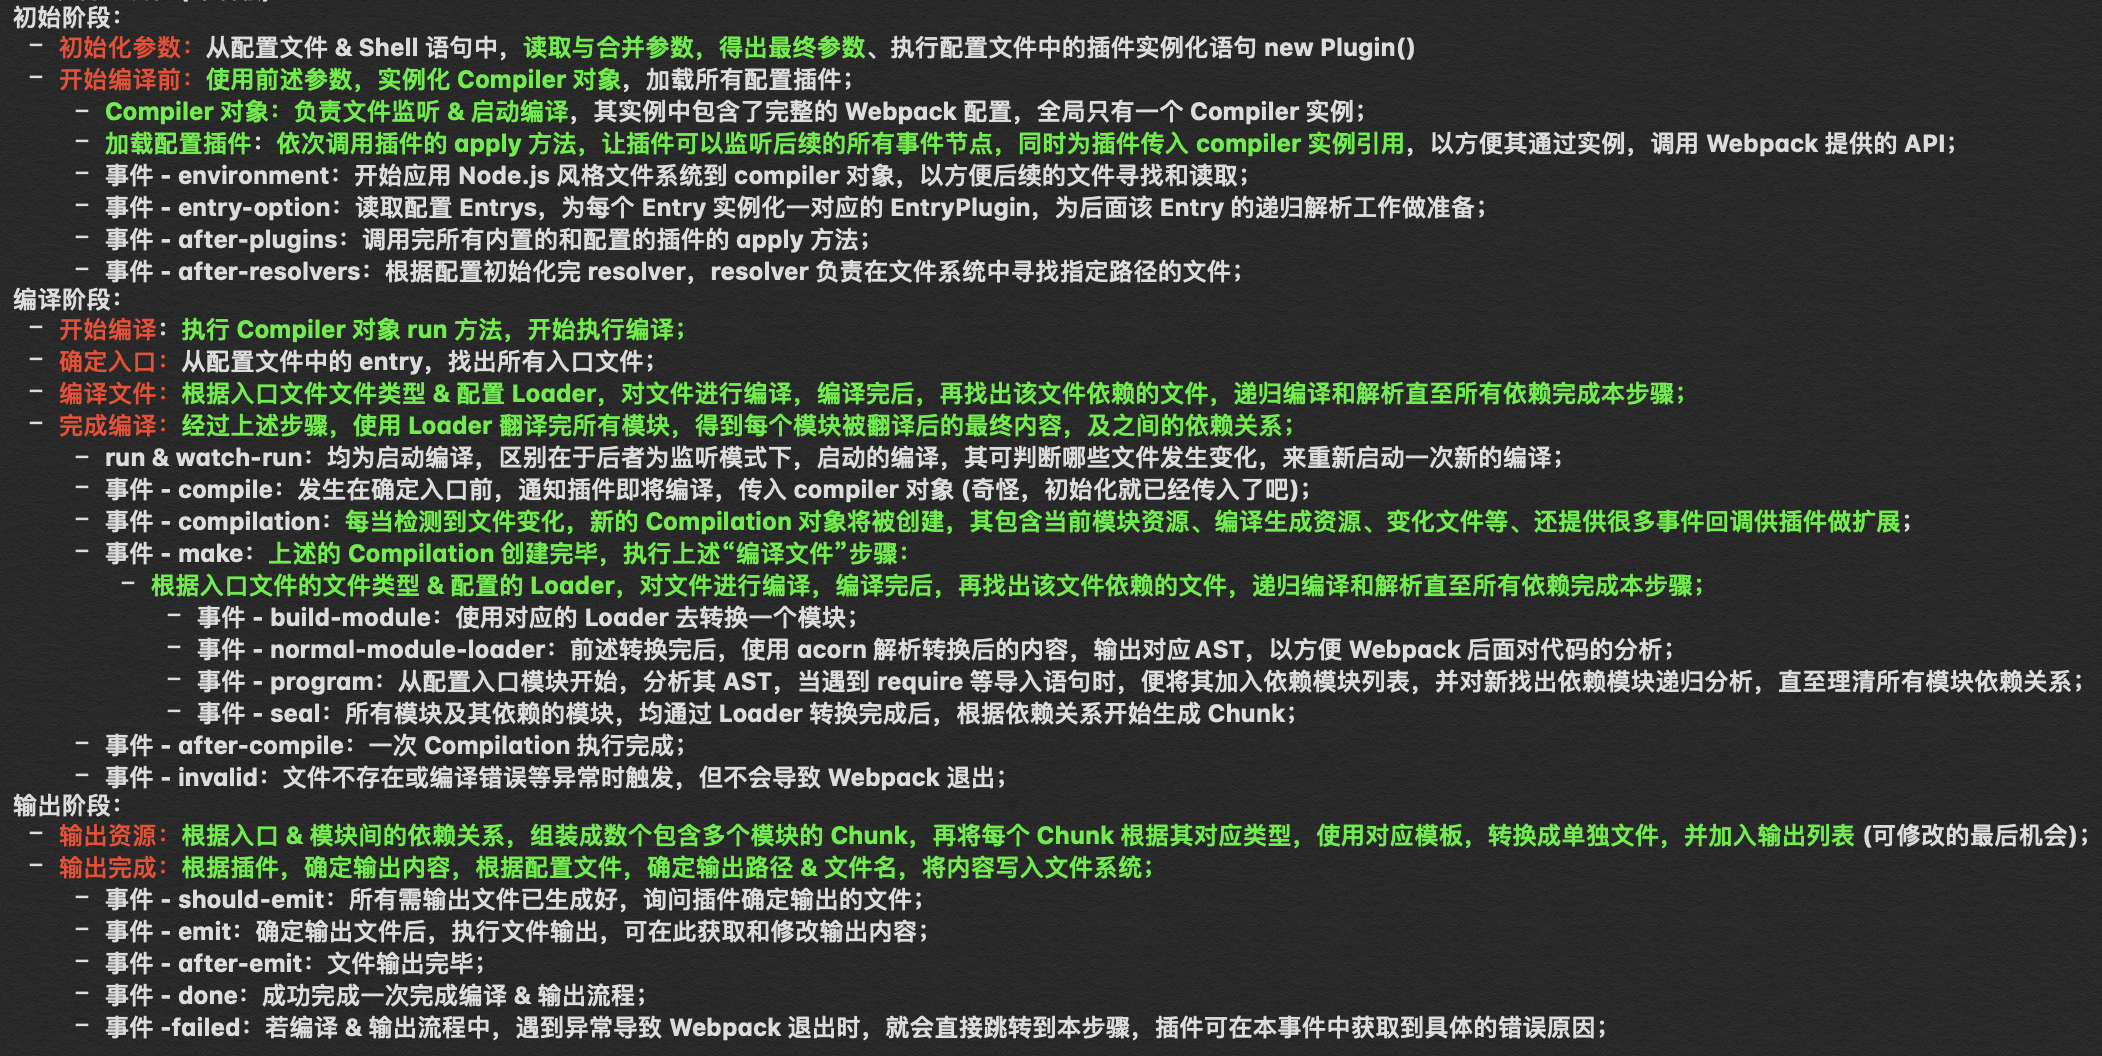 初始阶段：
– 初始化参数：从配置文件 & Shell 语句中，读取与合并参数，得出最终参数、执行配置文件中的插件实例化语句 new Plugin()
– 开始编译前：使用前述参数，实例化 Compiler 对象，加载所有配置插件；
– Compiler 对象：负责文件监听 & 启动编译，其实例中包含了完整的 Webpack 配置，全局只有一个 Compiler 实例；
– 加载配置插件：依次调用插件的 apply 方法，让插件可以监听后续的所有事件节点，同时为插件传入 compiler 实例引用，以方便其通过实例，调用 Webpack 提供的 API；
– 事件 - environment：开始应用 Node.js 风格文件系统到 compiler 对象，以方便后续的文件寻找和读取；
– 事件 - entry-option：读取配置 Entrys，为每个 Entry 实例化一对应的 EntryPlugin，为后面该 Entry 的递归解析工作做准备；
– 事件 - after-plugins：调用完所有内置的和配置的插件的 apply 方法；
– 事件 - after-resolvers：根据配置初始化完 resolver，resolver 负责在文件系统中寻找指定路径的文件；
编译阶段：
– 开始编译：执行 Compiler 对象 run 方法，开始执行编译；
– 确定入口：从配置文件中的 entry，找出所有入口文件；
– 编译文件：根据入口文件文件类型 & 配置 Loader，对文件进行编译，编译完后，再找出该文件依赖的文件，递归编译和解析直至所有依赖完成本步骤；
– 完成编译：经过上述步骤，使用 Loader 翻译完所有模块，得到每个模块被翻译后的最终内容，及之间的依赖关系；
– run & watch-run：均为启动编译，区别在于后者为监听模式下，启动的编译，其可判断哪些文件发生变化，来重新启动一次新的编译；
– 事件 - compile：发生在确定入口前，通知插件即将编译，传入 compiler 对象 (奇怪，初始化就已经传入了吧)；
– 事件 - compilation：每当检测到文件变化，新的 Compilation 对象将被创建，其包含当前模块资源、编译生成资源、变化文件等、还提供很多事件回调供插件做扩展；
– 事件 - make：上述的 Compilation 创建完毕，执行上述“编译文件”步骤：
– 根据入口文件的文件类型 & 配置的 Loader，对文件进行编译，编译完后，再找出该文件依赖的文件，递归编译和解析直至所有依赖完成本步骤；
– 事件 - build-module：使用对应的 Loader 去转换一个模块；
– 事件 - normal-module-loader：前述转换完后，使用 acorn 解析转换后的内容，输出对应AST，以方便 Webpack 后面对代码的分析；
– 事件 - program：从配置入口模块开始，分析其 AST，当遇到 require 等导入语句时，便将其加入依赖模块列表，并对新找出依赖模块递归分析，直至理清所有模块依赖关系；
– 事件 - seal：所有模块及其依赖的模块，均通过 Loader 转换完成后，根据依赖关系开始生成 Chunk；
– 事件 - after-compile：一次 Compilation 执行完成；
– 事件 - invalid：文件不存在或编译错误等异常时触发，但不会导致 Webpack 退出；
输出阶段：
– 输出资源：根据入口 & 模块间的依赖关系，组装成数个包含多个模块的 Chunk，再将每个 Chunk 根据其对应类型，使用对应模板，转换成单独文件，并加入输出列表 (可修改的最后机会)；
– 输出完成：根据插件，确定输出内容，根据配置文件，确定输出路径 & 文件名，将内容写入文件系统；
– 事件 - should-emit：所有需输出文件已生成好，询问插件确定输出的文件；
– 事件 - emit：确定输出文件后，执行文件输出，可在此获取和修改输出内容；
– 事件 - after-emit：文件输出完毕；
– 事件 - done：成功完成一次完成编译 & 输出流程；
– 事件 -failed：若编译 & 输出流程中，遇到异常导致 Webpack 退出时，就会直接跳转到本步骤，插件可在本事件中获取到具体的错误原因；